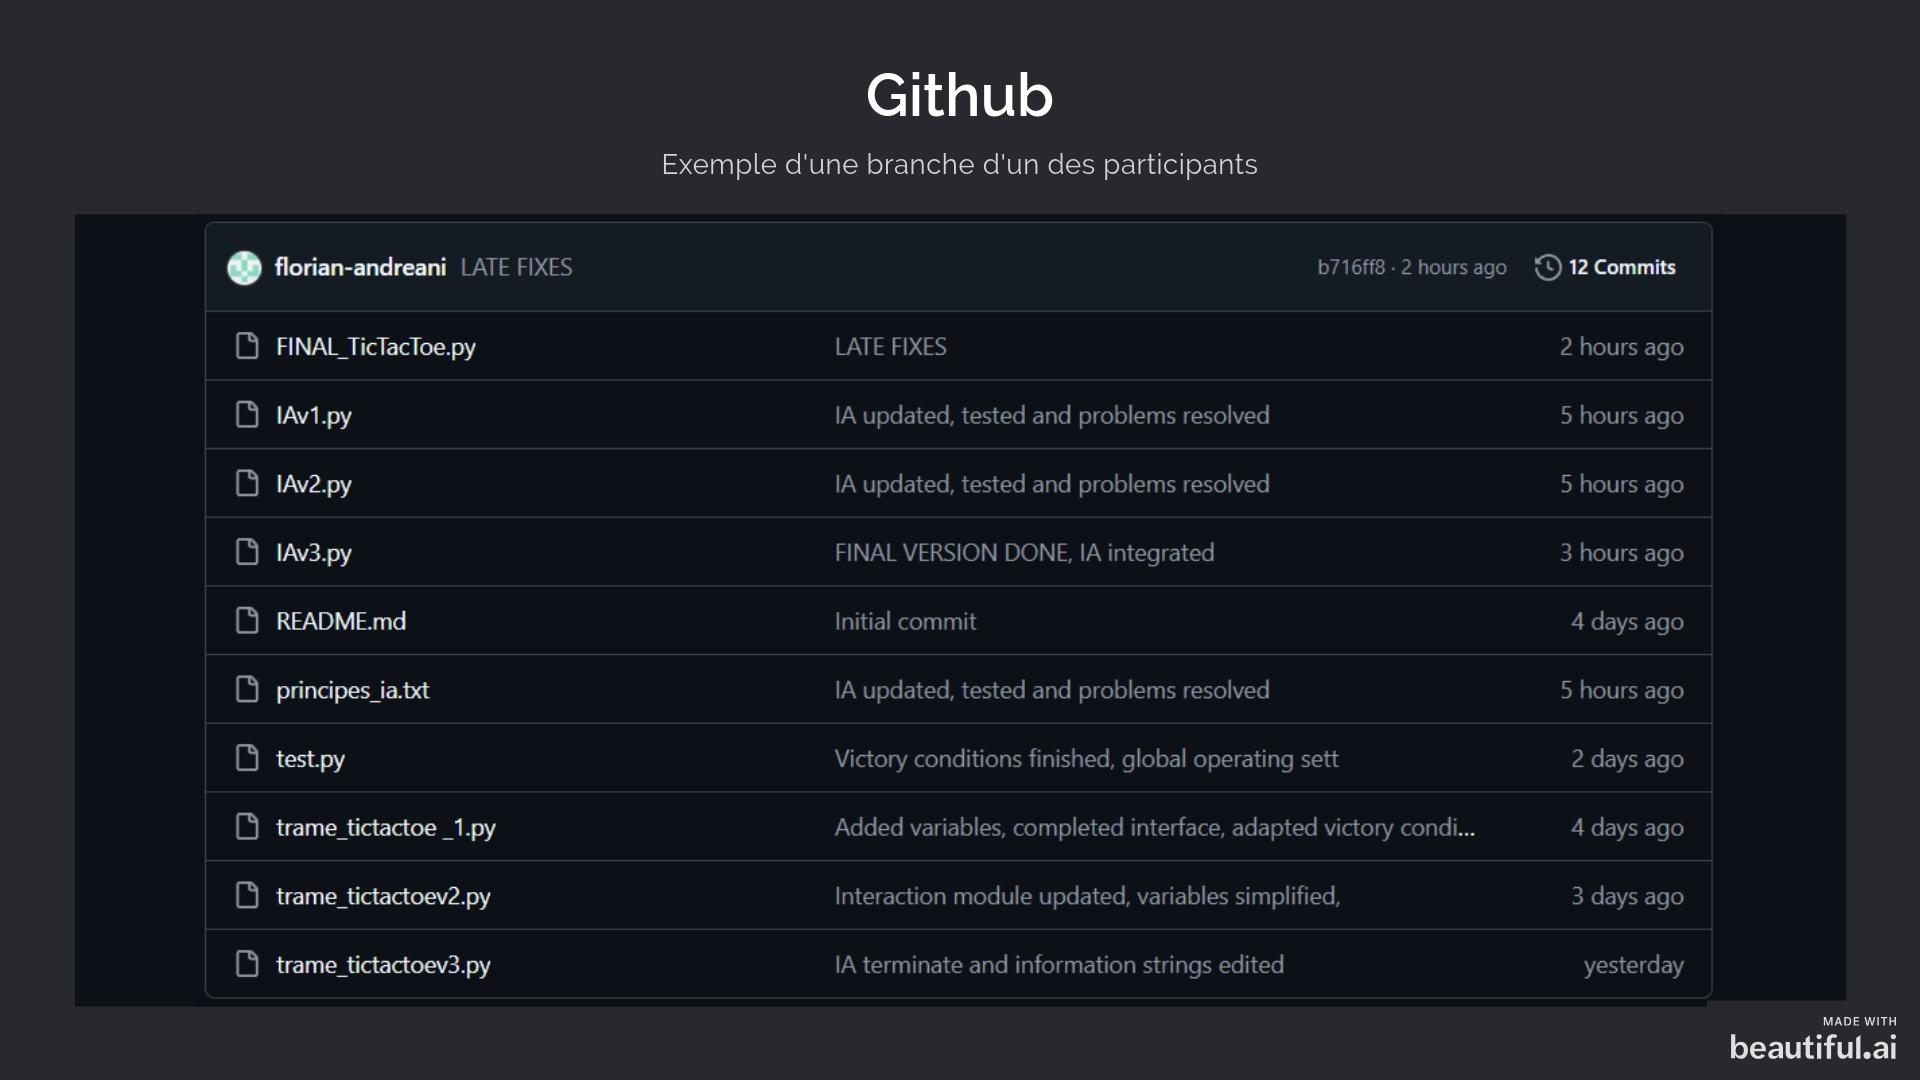 Github
Exemple d'une branche d'un des participants
florian-andreani LATE FIXES b716ff8 · 2 hours ago 12 Commits
FINAL_TicTacToe.py LATE FIXES 2 hours ago
IAv1.py IA updated, tested and problems resolved 5 hours ago
IAv2.py IA updated, tested and problems resolved 5 hours ago
IAv3.py FINAL VERSION DONE, IA integrated 3 hours ago
README.md Initial commit 4 days ago
principes_ia.txt IA updated, tested and problems resolved 5 hours ago
test.py Victory conditions finished, global operating sett 2 days ago
trame_tictactoe _1.py Added variables, completed interface, adapted victory condi... 4 days ago
trame_tictactoev2.py Interaction module updated, variables simplified, 3 days ago
trame_tictactoev3.py IA terminate and information strings edited yesterday
MADE WITH
beautiful.ai